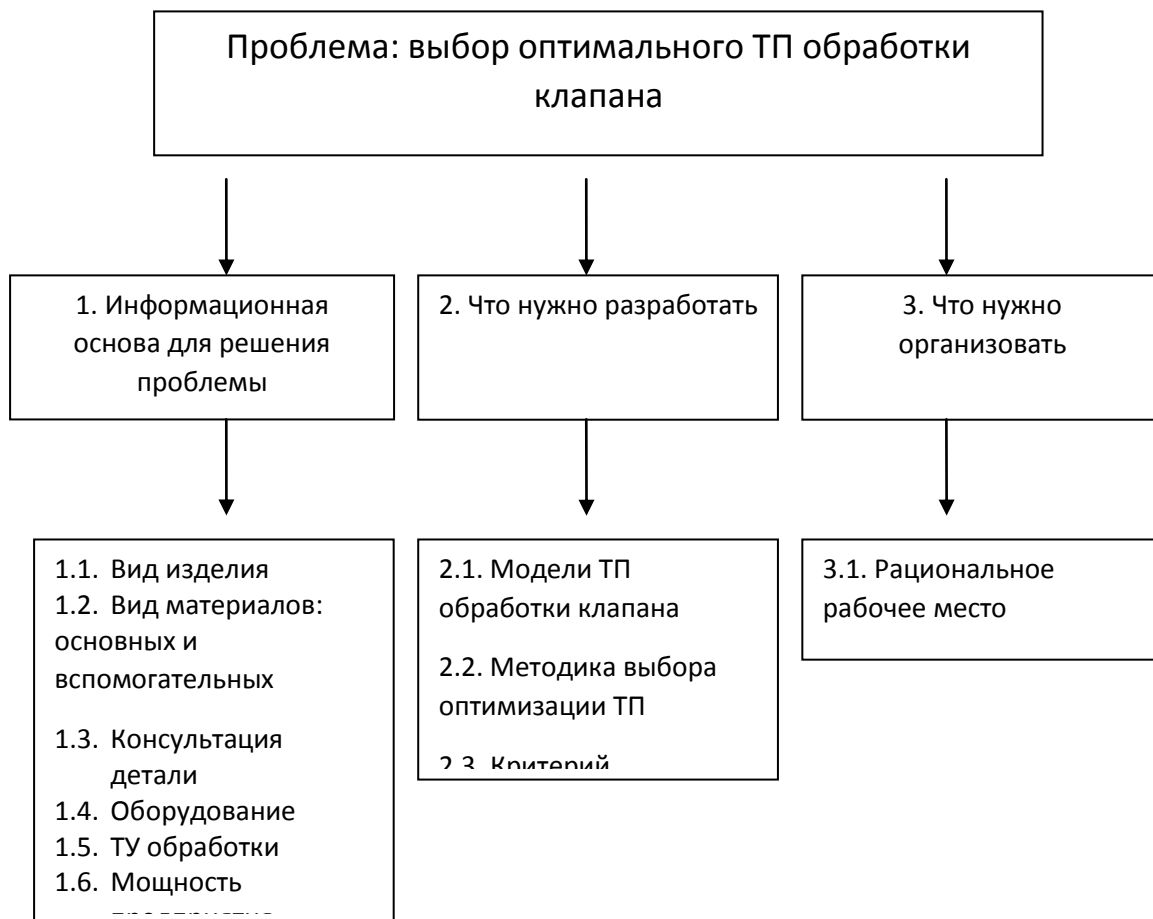 Проблема: выбор оптимального ТП обработки
клапана
1. Информационная
основа для решения
проблемы
2. Что нужно разработать
3. Что нужно
организовать
1.1. Вид изделия
1.2. Вид материалов:
основных и
вспомогательных
1.3. Консультация
детали
1.4. Оборудование
1.5. ТУ обработки
1.6. Мощность
2.1. Модели ТП
обработки клапана
2.2. Методика выбора
оптимизации ТП
2.3. Критерий
3.1. Рациональное
рабочее место